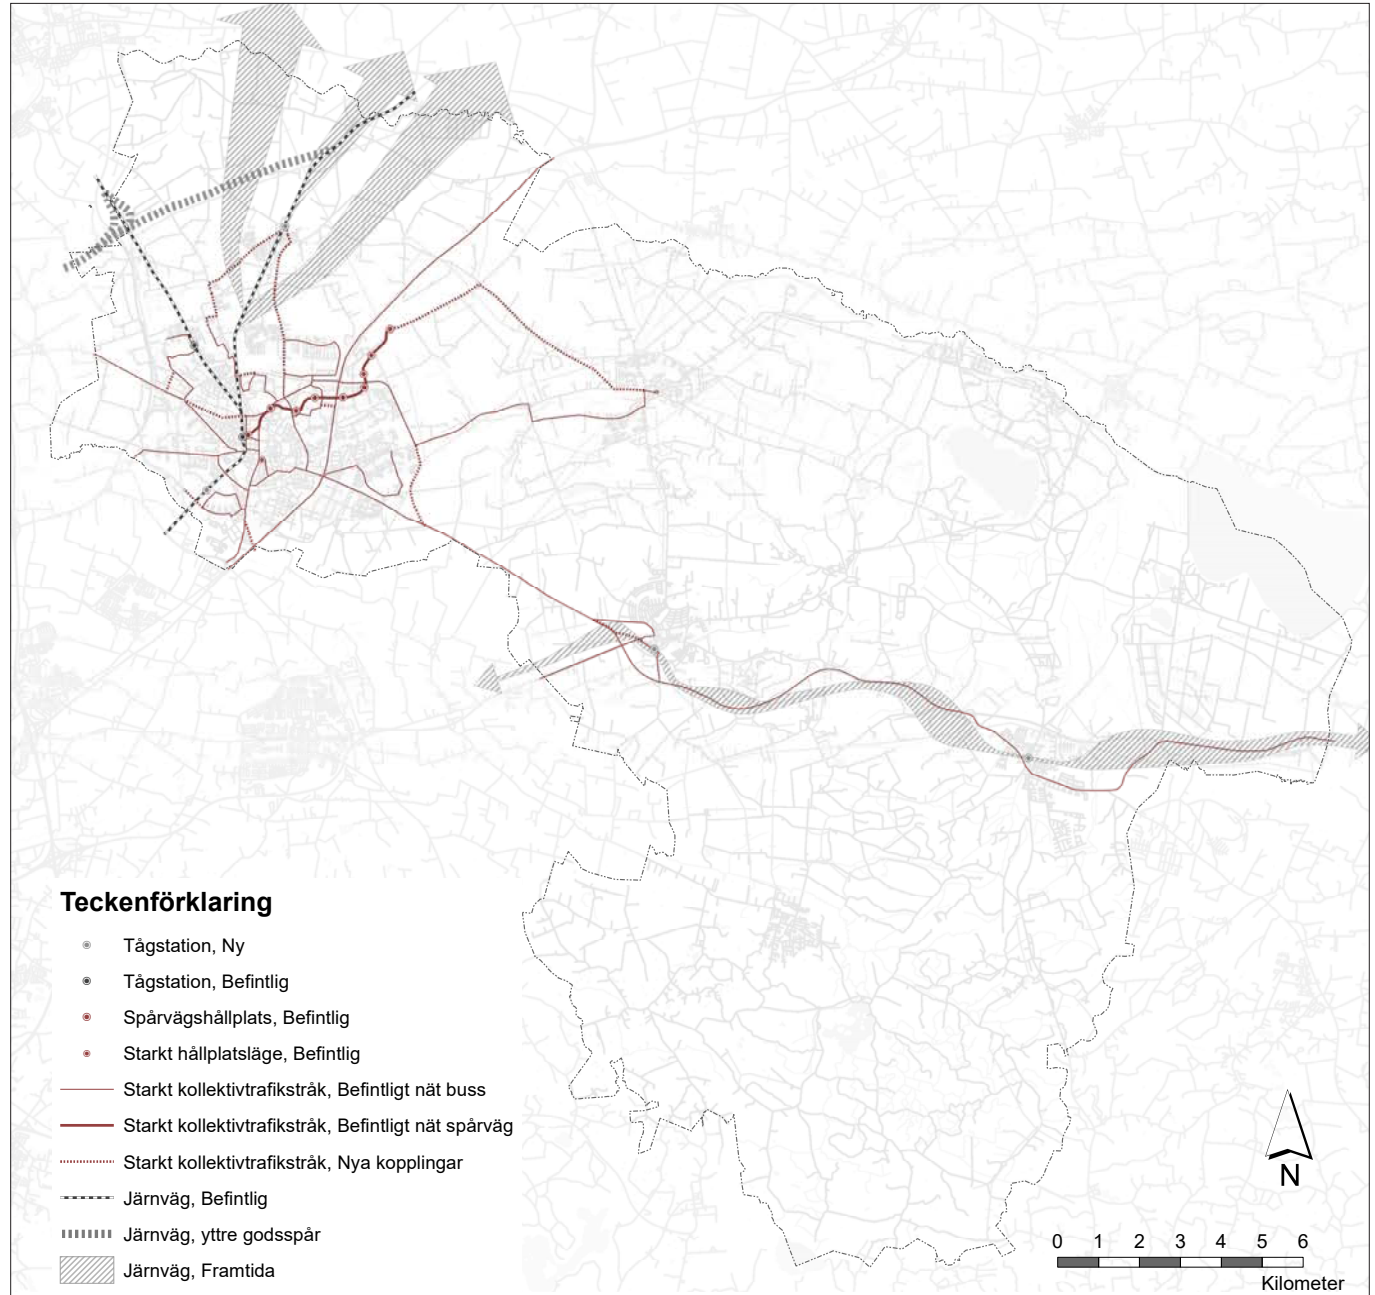 Teckenförklaring
Tågstation, Ny
Tågstation, Befintlig
Spårvägshållplats, Befintlig
Starkt hållplatsläge, Befintlig
Starkt kollektivtrafikstråk, Befintligt nät buss
Starkt kollektivtrafikstråk, Befintligt nät spårväg
Starkt kollektivtrafikstråk, Nya kopplingar
Järnväg, Befintlig
Järnväg, yttre godsspår
Järnväg, Framtida
N
0 1 2 3 4 5 6
Kilometer